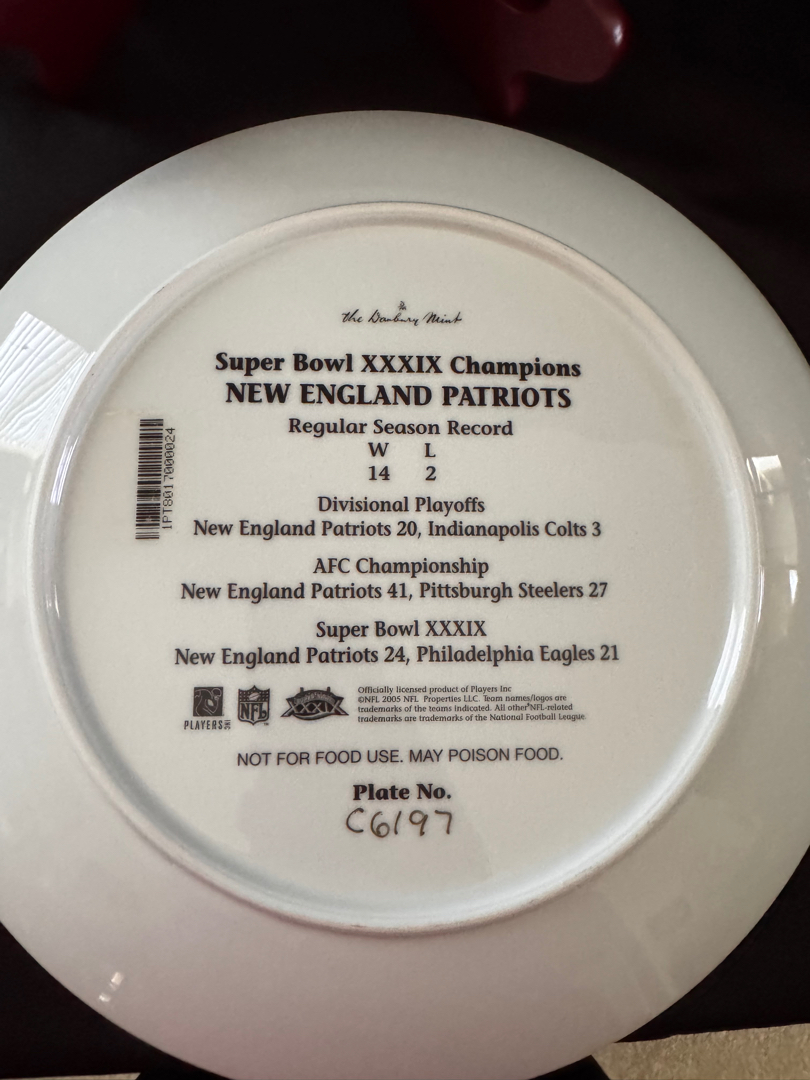 the Danbury Mint
Super Bowl XXXIX Champions
NEW ENGLAND PATRIOTS
Regular Season Record
W L
14 2
1PT8017000024
Divisional Playoffs
New England Patriots 20, Indianapolis Colts 3
AFC Championship
New England Patriots 41, Pittsburgh Steelers 27
Super Bowl XXXIX
New England Patriots 24, Philadelphia Eagles 21
PLAYERS INC
NFL
XXXIX
Officially licensed product of Players Inc
©NFL 2005 NFL Properties LLC. Team names/logos are
trademarks of the teams indicated. All other NFL-related
trademarks are trademarks of the National Football League
NOT FOR FOOD USE. MAY POISON FOOD.
Plate No.
C6197